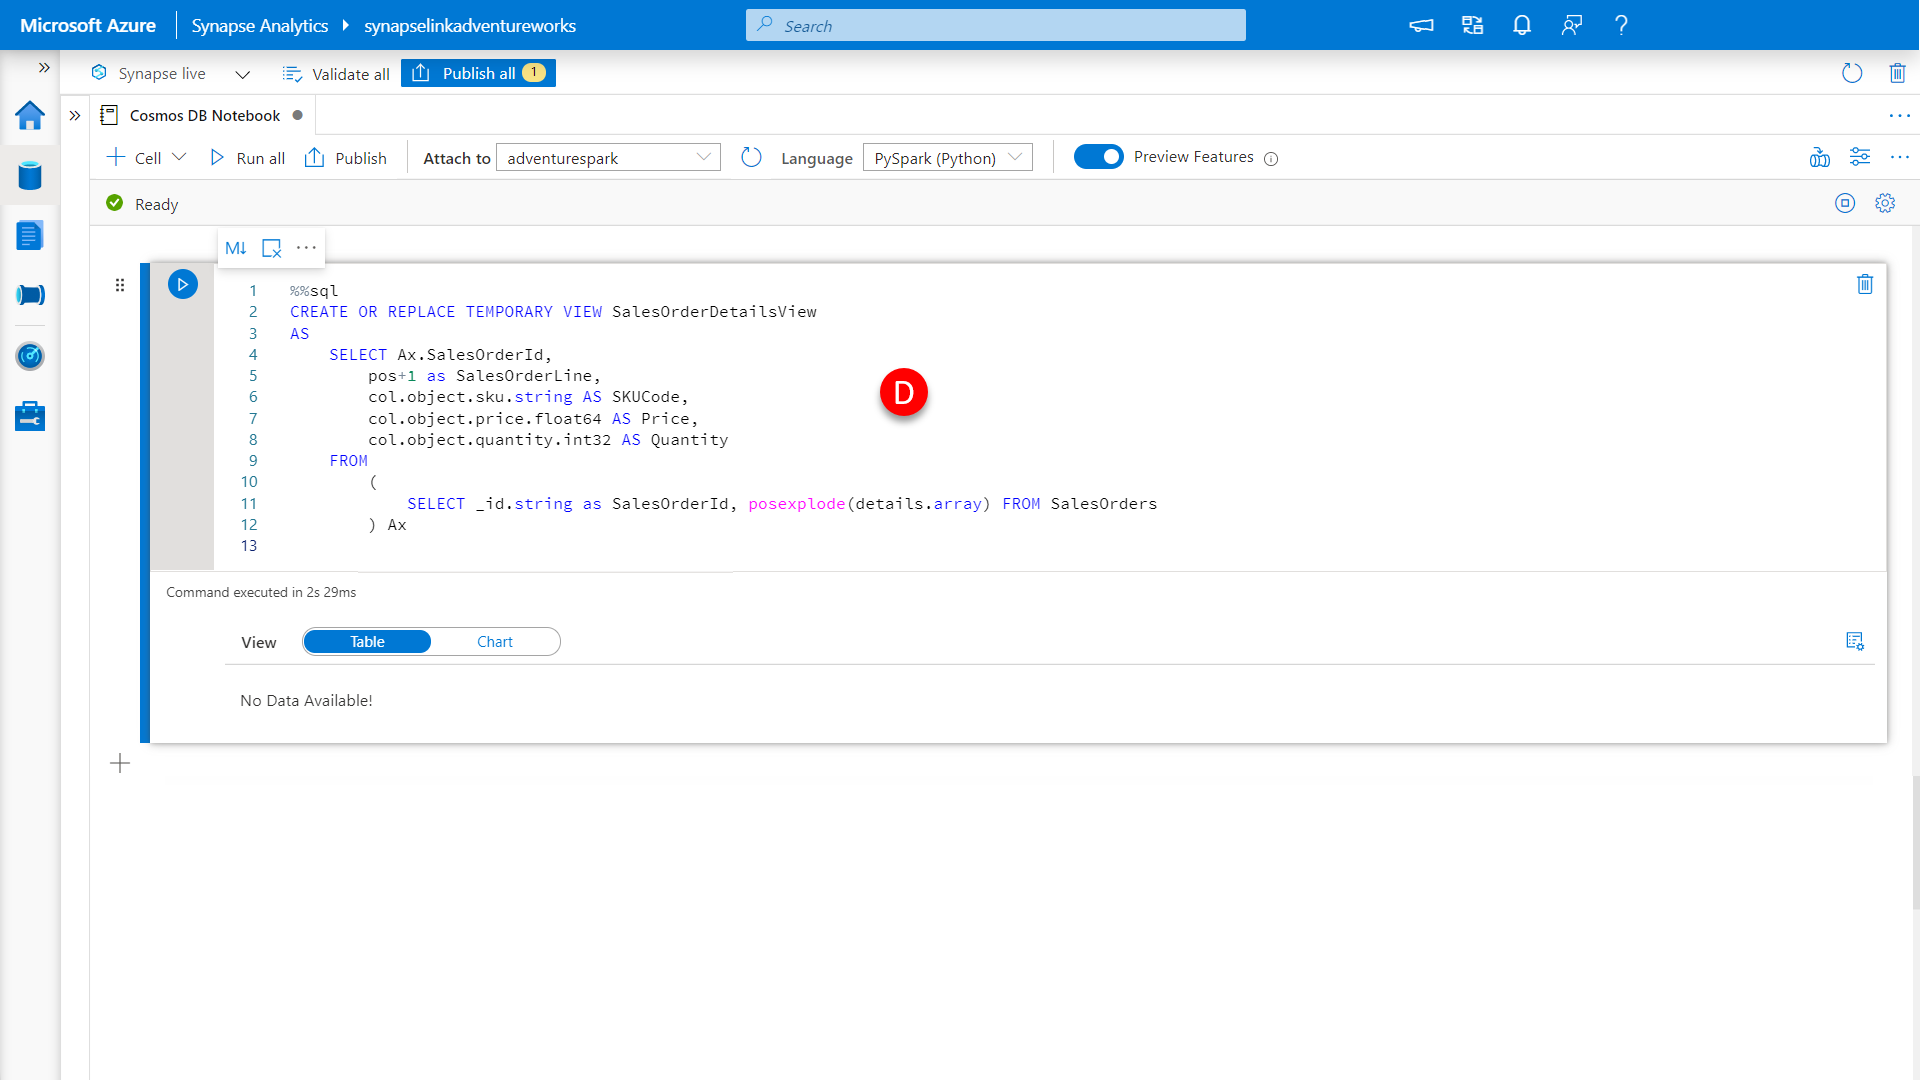 Microsoft Azure Synapse Analytics synapselinkadventureworks Search ?
Synapse live Validate all Publish all 1
Cosmos DB Notebook
Cell Run all Publish Attach to adventurespark Language PySpark (Python) Preview Features
Ready
M↓ ...
1 %%sql
2 CREATE OR REPLACE TEMPORARY VIEW SalesOrderDetailsView
3 AS
4 SELECT Ax.SalesOrderId,
5 pos+1 as SalesOrderLine,
6 col.object.sku.string AS SKUCode,
D
7 col.object.price.float64 AS Price,
8 col.object.quantity.int32 AS Quantity
9 FROM
10 (
11 SELECT _id.string as SalesOrderId, posexplode(details.array) FROM SalesOrders
12 ) Ax
13
Command executed in 2s 29ms
View Table Chart
No Data Available!